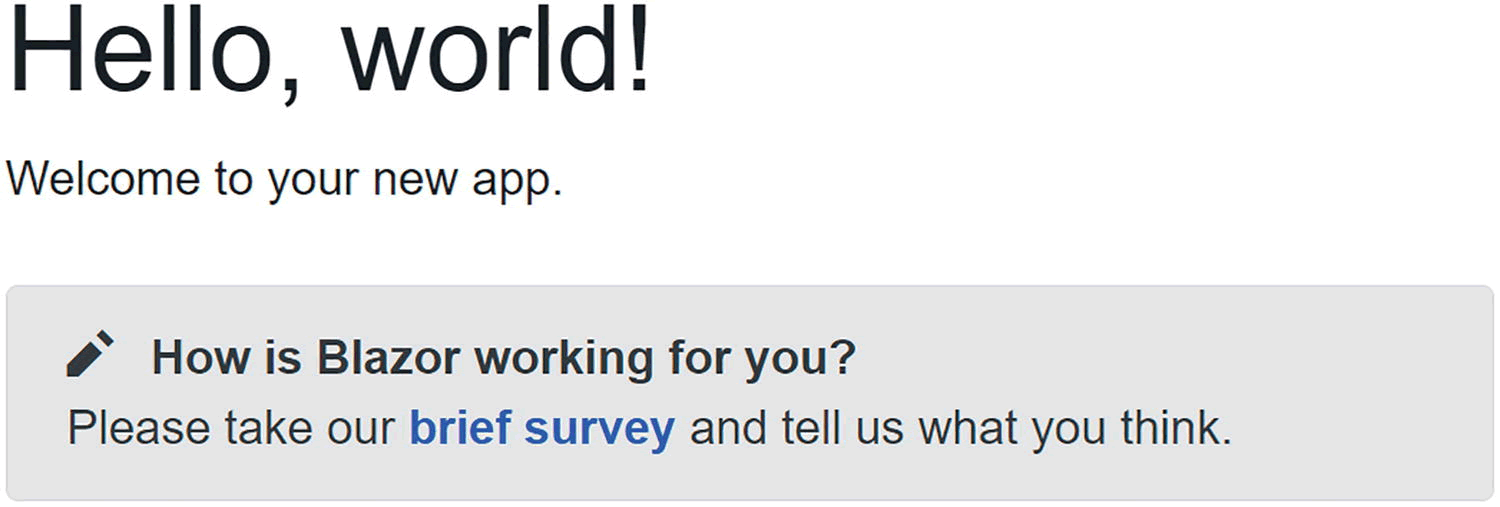 Hello, world!
Welcome to your new app.
How is Blazor working for you?
Please take our brief survey and tell us what you think.